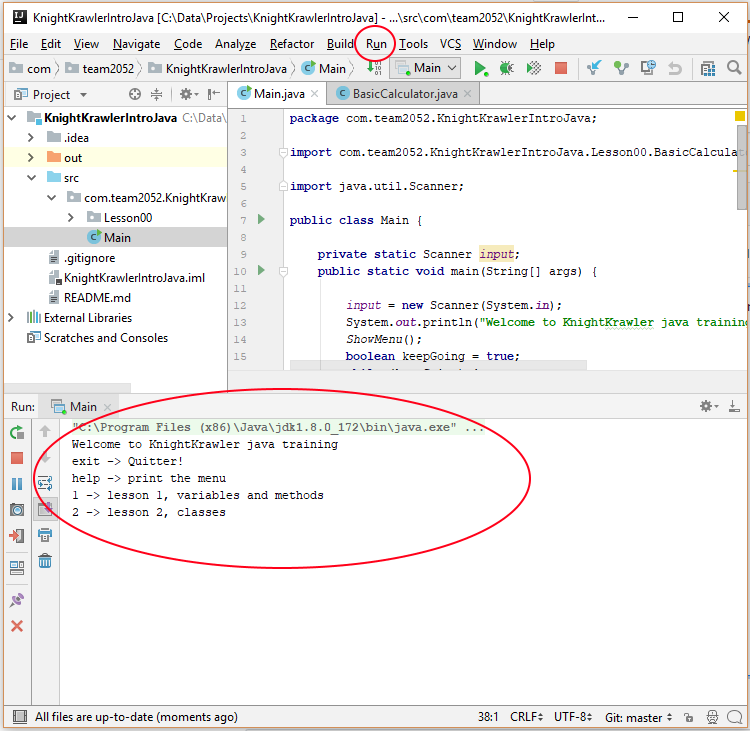 KnightKrawlerIntroJava [C:\Data\Projects\KnightKrawlerIntroJava] - ...\src\com\team2052\KnightKrawlerInt...
File Edit View Navigate Code Analyze Refactor Build Run Tools VCS Window Help
com team2052 KnightKrawlerIntroJava Main Main
Project
Main.java BasicCalculator.java
KnightKrawlerIntroJava C:\Data\
.idea
out
src
com.team2052.KnightKraw
Lesson00
Main
.gitignore
KnightKrawlerIntroJava.iml
README.md
External Libraries
Scratches and Consoles
1 package com.team2052.KnightKrawlerIntroJava;
2
3 import com.team2052.KnightKrawlerIntroJava.Lesson00.BasicCalculat
4
5 import java.util.Scanner;
6
7 public class Main {
8
9 private static Scanner input;
10 public static void main(String[] args) {
11
12 input = new Scanner(System.in);
13 System.out.println("Welcome to KnightKrawler java training
14 ShowMenu();
15 boolean keepGoing = true;
Run: Main
"C:\Program Files (x86)\Java\jdk1.8.0_172\bin\java.exe" ...
Welcome to KnightKrawler java training
exit -> Quitter!
help -> print the menu
1 -> lesson 1, variables and methods
2 -> lesson 2, classes
All files are up-to-date (moments ago) 38:1 CRLF UTF-8 Git: master